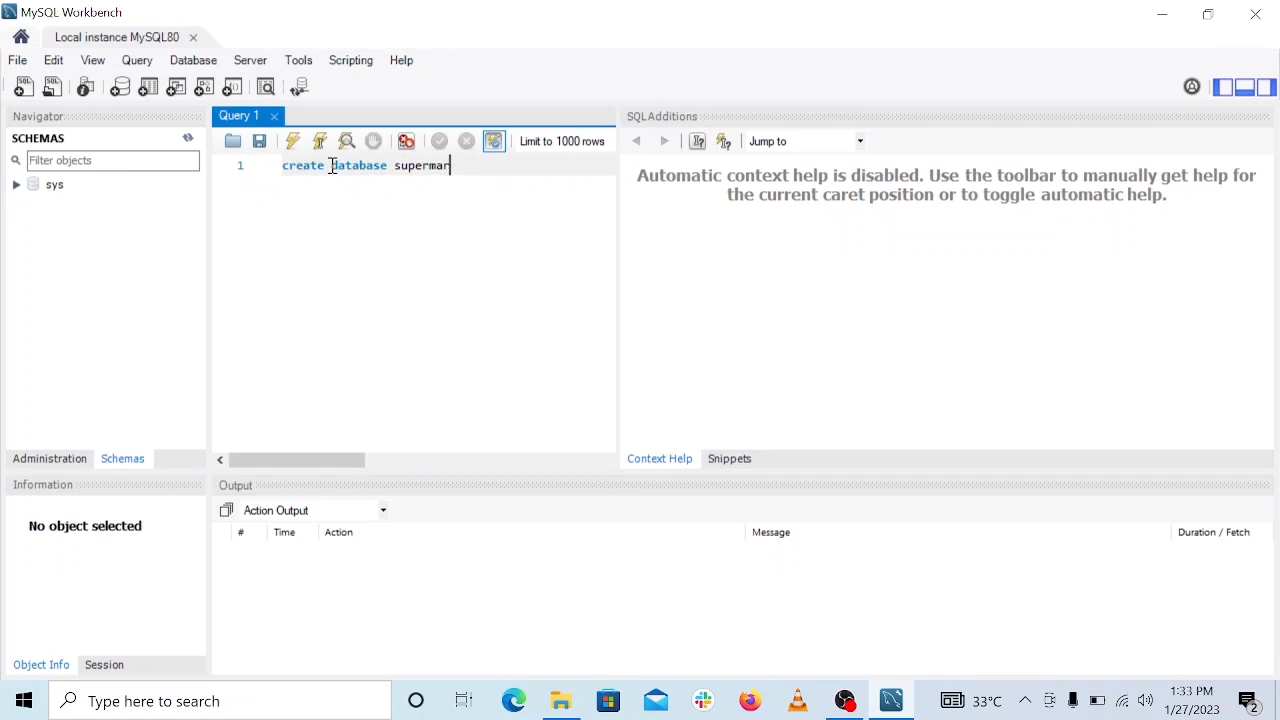 MySQL Workbench
Local instance MySQL80
File Edit View Query Database Server Tools Scripting Help
Navigator
SCHEMAS
Filter objects
sys
Administration Schemas
Information
No object selected
Object Info Session
Query 1
Limit to 1000 rows
1 create database supermar
SQLAdditions
Jump to
Automatic context help is disabled. Use the toolbar to manually get help for
the current caret position or to toggle automatic help.
Context Help Snippets
Output
Action Output
# Time Action Message Duration / Fetch
Type here to search
33°C
1:33 PM
1/27/2023
2